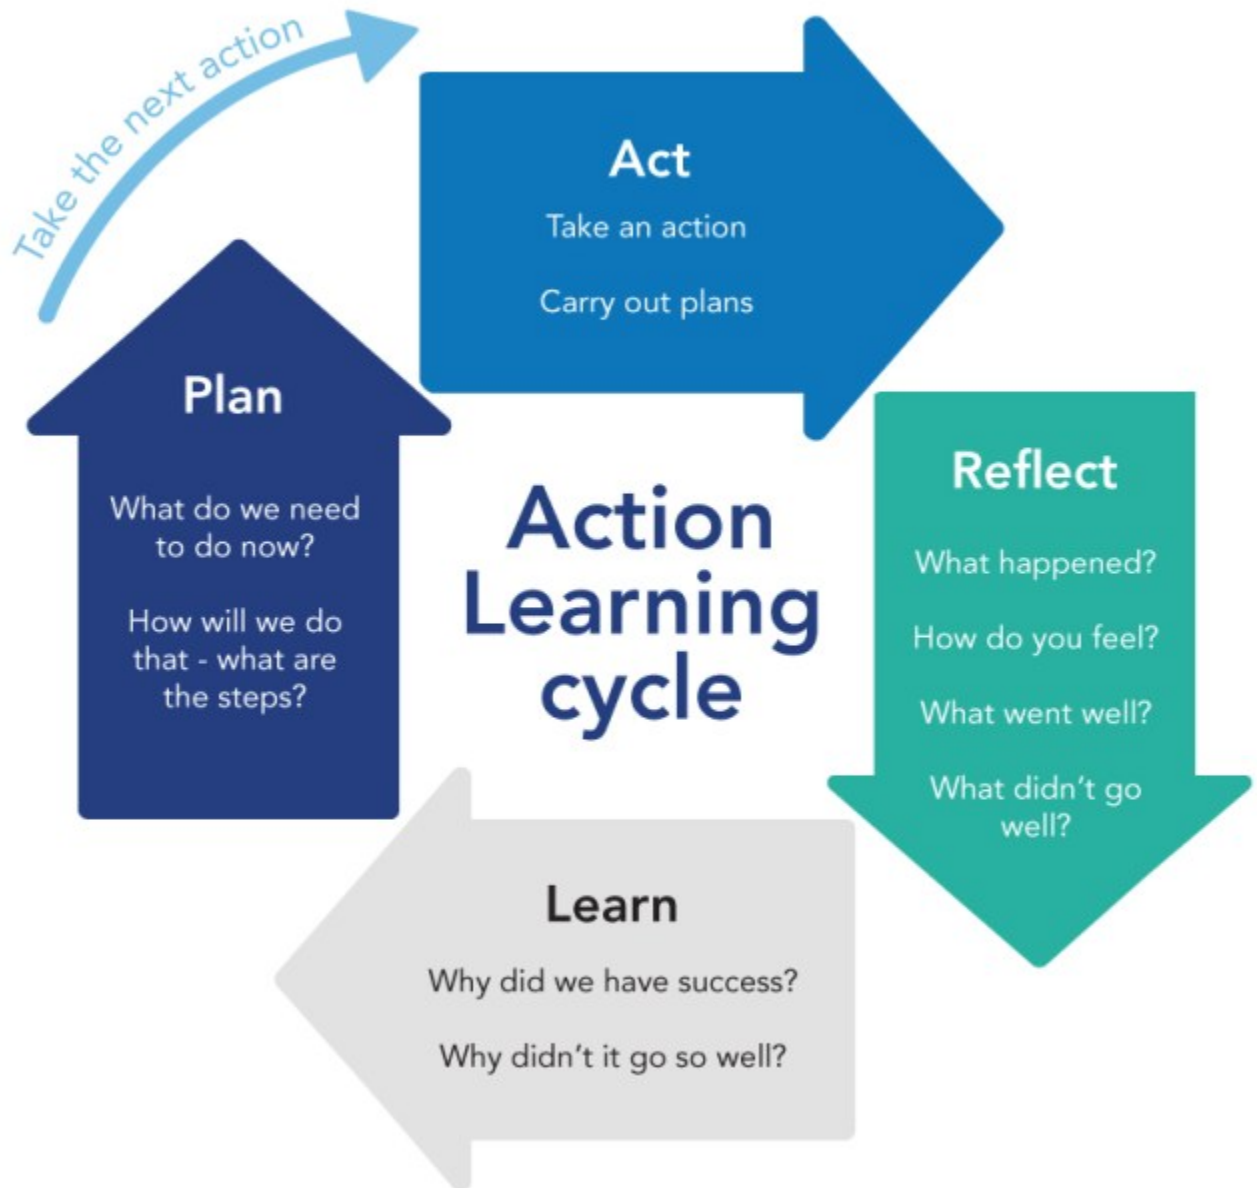 Take the next action
Act
Take an action
Carry out plans
Plan
What do we need
to do now?
How will we do
that - what are
the steps?
Action
Learning
cycle
Reflect
What happened?
How do you feel?
What went well?
What didn’t go
well?
Learn
Why did we have success?
Why didn’t it go so well?